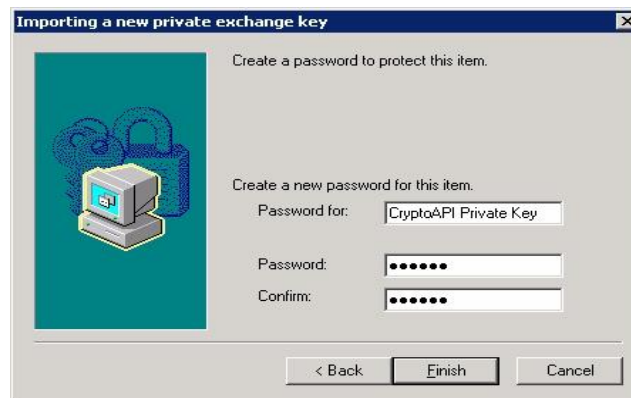 Importing a new private exchange key
Create a password to protect this item.
Create a new password for this item.
Password for: CryptoAPI Private Key
Password: ●●●●●●
Confirm: ●●●●●●
< Back Finish Cancel